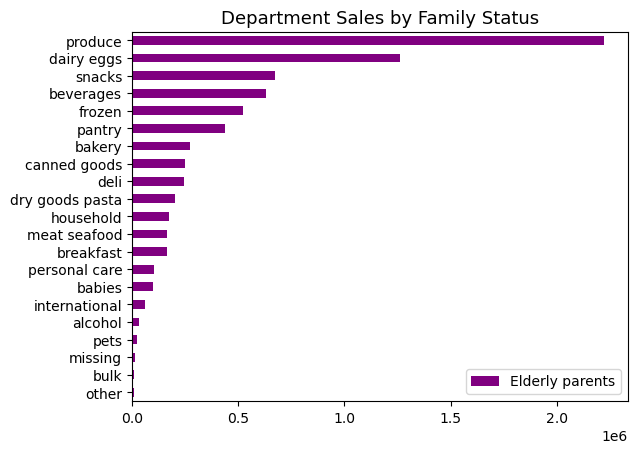 Department Sales by Family Status
produce
dairy eggs
snacks
beverages
frozen
pantry
bakery
canned goods
deli
dry goods pasta
household
meat seafood
breakfast
personal care
babies
international
alcohol
pets
missing
bulk
other
Elderly parents
0.0 0.5 1.0 1.5 2.0
1e6